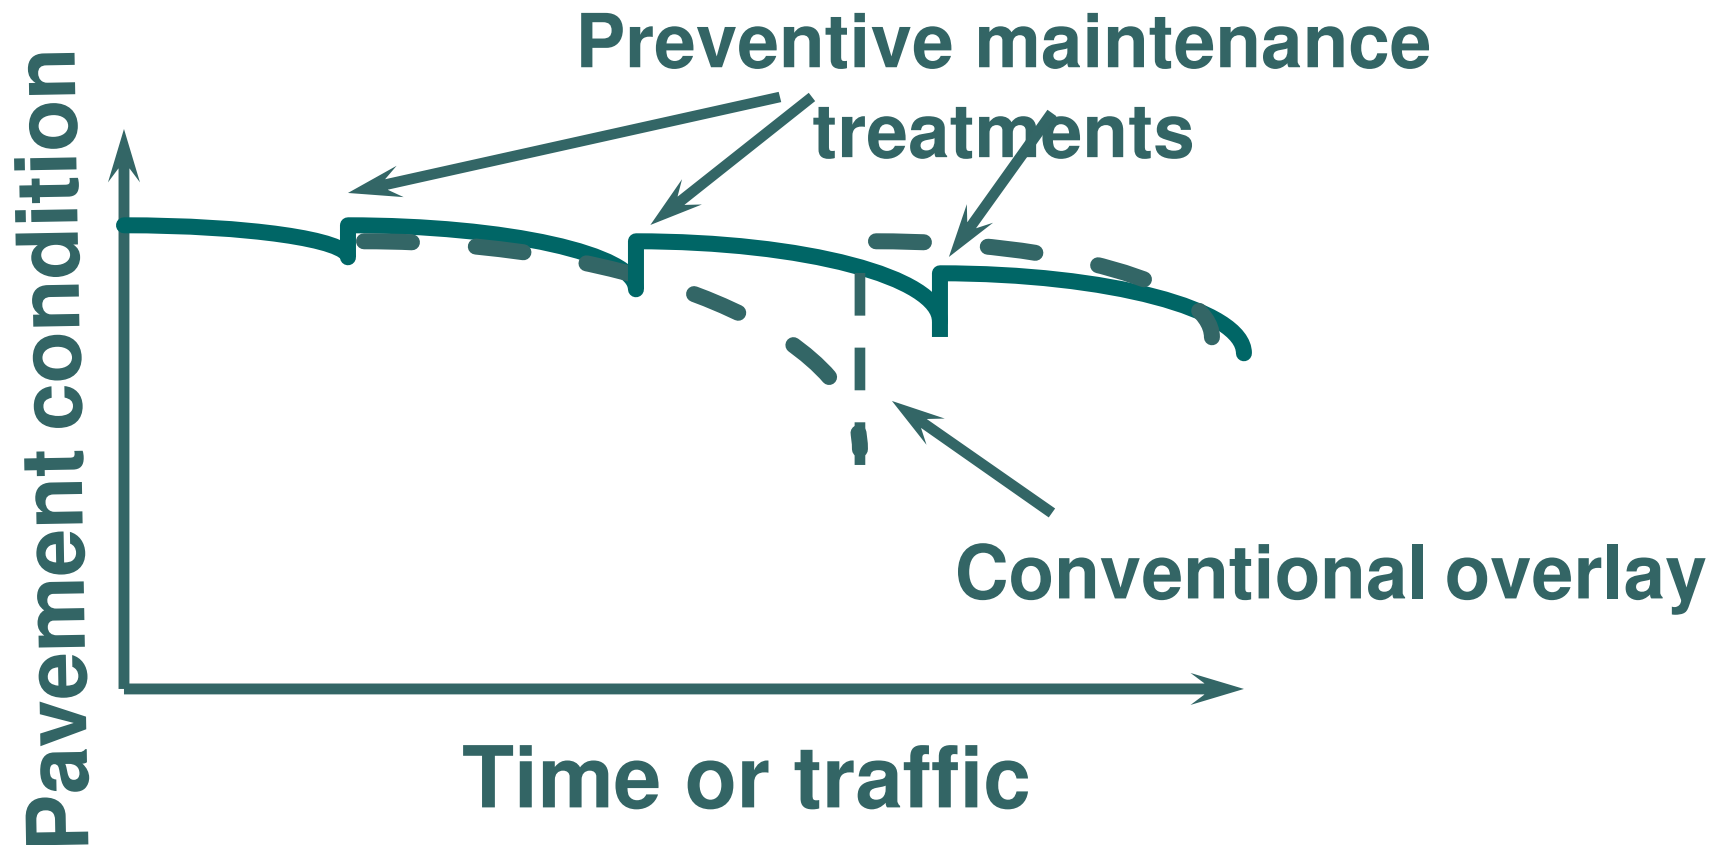 Preventive maintenance
treatments
Pavement condition
Conventional overlay
Time or traffic